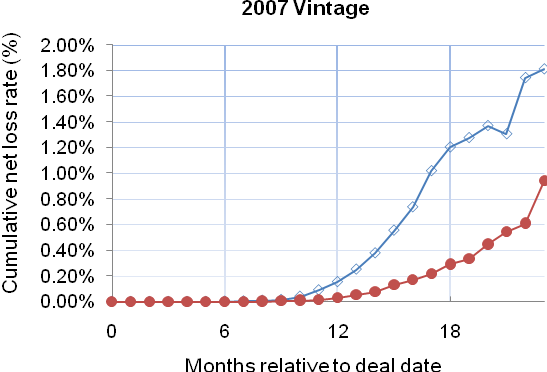 2007 Vintage
Cumulative net loss rate (%)
2.00%
1.80%
1.60%
1.40%
1.20%
1.00%
0.80%
0.60%
0.40%
0.20%
0.00%
0 6 12 18
Months relative to deal date